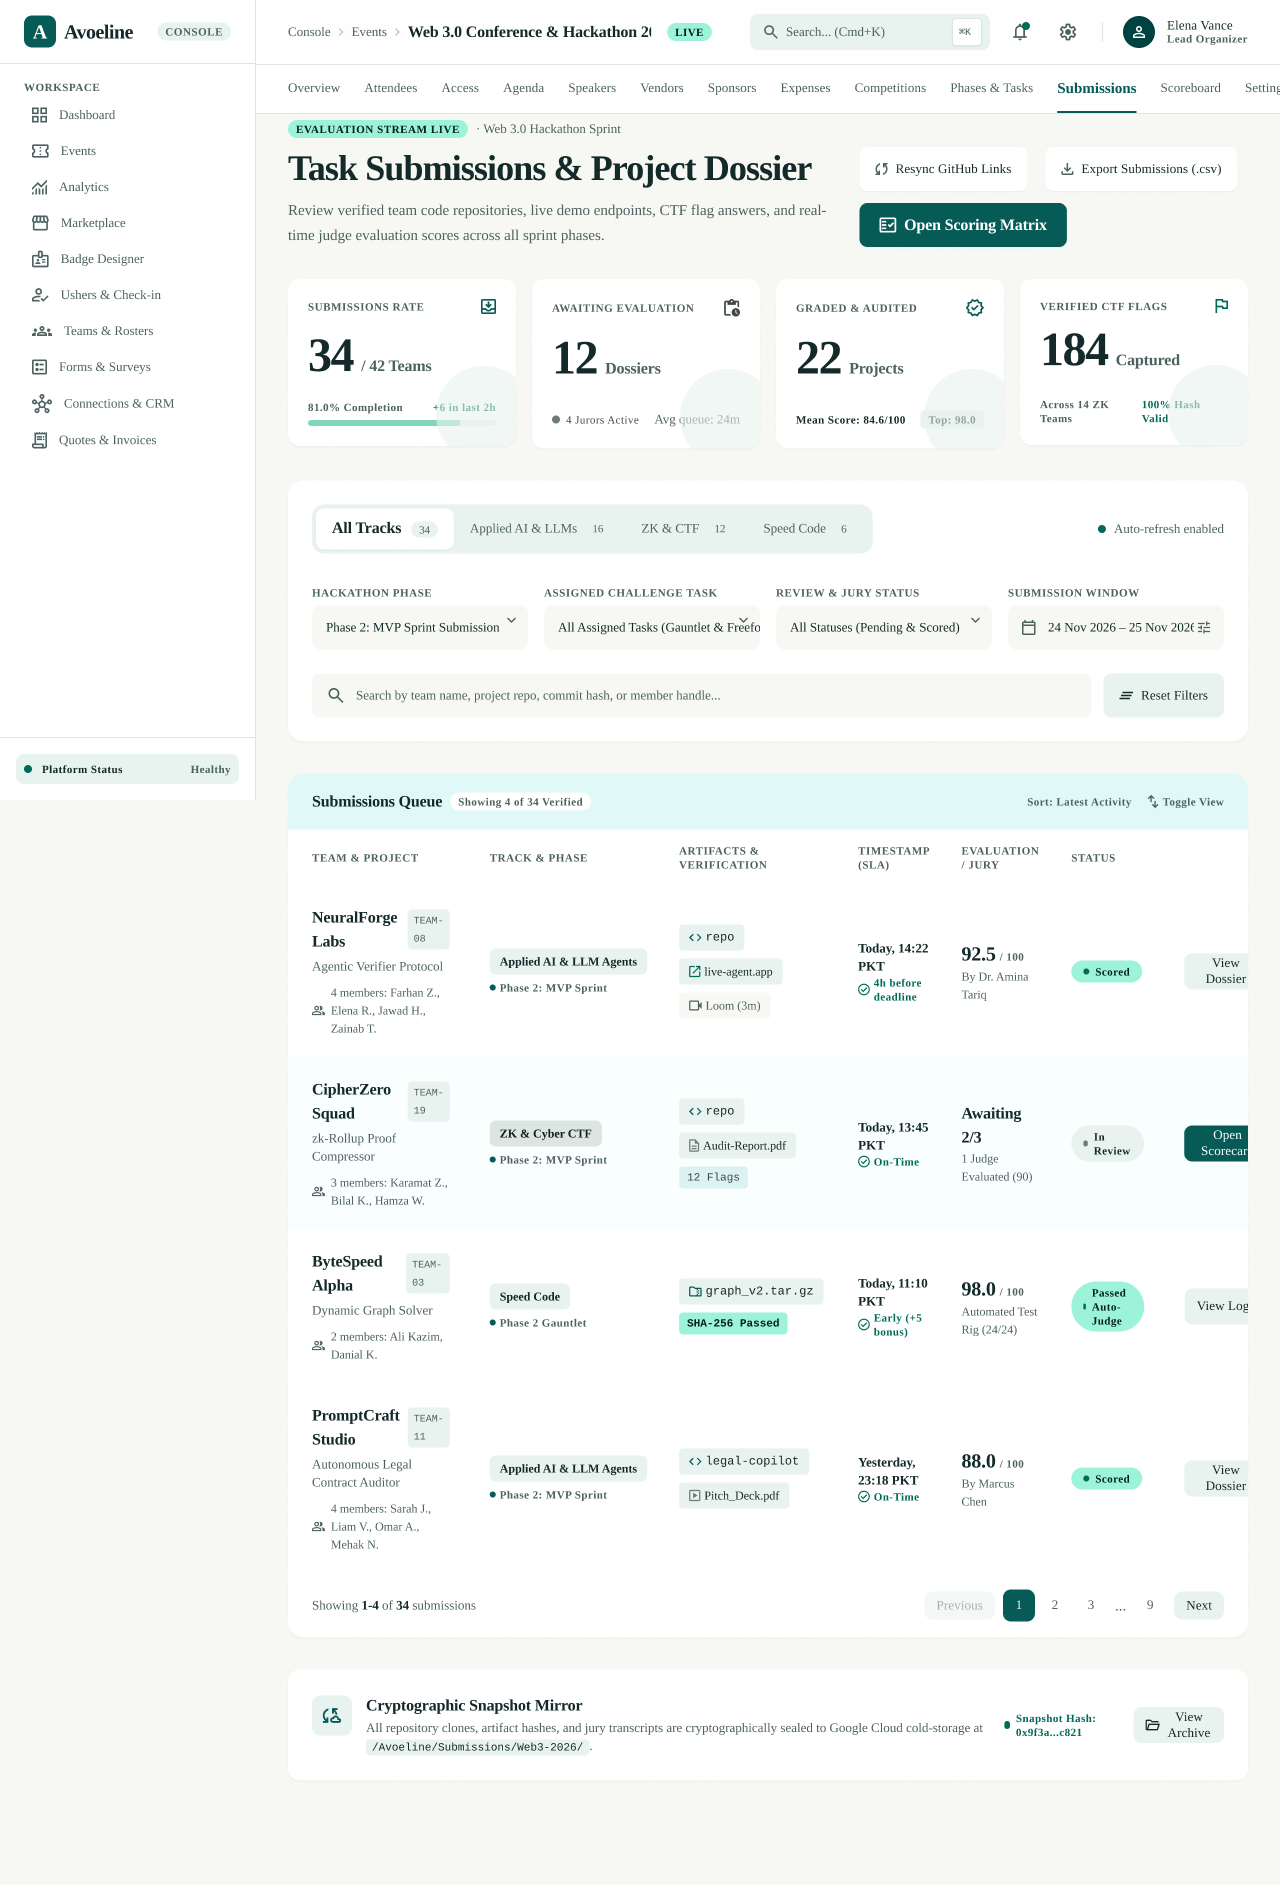 A Avoeline CONSOLE
WORKSPACE
Dashboard
Events
Analytics
Marketplace
Badge Designer
Ushers & Check-in
Teams & Rosters
Forms & Surveys
Connections & CRM
Quotes & Invoices
Platform Status Healthy
Console Events Web 3.0 Conference & Hackathon 20 LIVE
Search... (Cmd+K) ⌘K
Elena Vance
Lead Organizer
Overview Attendees Access Agenda Speakers Vendors Sponsors Expenses Competitions Phases & Tasks Submissions Scoreboard Setting
EVALUATION STREAM LIVE · Web 3.0 Hackathon Sprint
Task Submissions & Project Dossier
Review verified team code repositories, live demo endpoints, CTF flag answers, and real-
time judge evaluation scores across all sprint phases.
Resync GitHub Links
Export Submissions (.csv)
Open Scoring Matrix
SUBMISSIONS RATE
34 / 42 Teams
81.0% Completion +6 in last 2h
AWAITING EVALUATION
12 Dossiers
4 Jurors Active Avg queue: 24m
GRADED & AUDITED
22 Projects
Mean Score: 84.6/100 Top: 98.0
VERIFIED CTF FLAGS
184 Captured
Across 14 ZK
Teams
100% Hash
Valid
All Tracks 34 Applied AI & LLMs 16 ZK & CTF 12 Speed Code 6
Auto-refresh enabled
HACKATHON PHASE
Phase 2: MVP Sprint Submission
ASSIGNED CHALLENGE TASK
All Assigned Tasks (Gauntlet & Freefo
REVIEW & JURY STATUS
All Statuses (Pending & Scored)
SUBMISSION WINDOW
24 Nov 2026 – 25 Nov 2026
Search by team name, project repo, commit hash, or member handle...
Reset Filters
Submissions Queue Showing 4 of 34 Verified
Sort: Latest Activity Toggle View
TEAM & PROJECT
TRACK & PHASE
ARTIFACTS &
VERIFICATION
TIMESTAMP
(SLA)
EVALUATION
/ JURY
STATUS
NeuralForge
Labs
TEAM-
08
Agentic Verifier Protocol
4 members: Farhan Z.,
Elena R., Jawad H.,
Zainab T.
Applied AI & LLM Agents
Phase 2: MVP Sprint
repo
live-agent.app
Loom (3m)
Today, 14:22
PKT
4h before
deadline
92.5 / 100
By Dr. Amina
Tariq
Scored
View
Dossier
CipherZero
Squad
TEAM-
19
zk-Rollup Proof
Compressor
3 members: Karamat Z.,
Bilal K., Hamza W.
ZK & Cyber CTF
Phase 2: MVP Sprint
repo
Audit-Report.pdf
12 Flags
Today, 13:45
PKT
On-Time
Awaiting
2/3
1 Judge
Evaluated (90)
In
Review
Open
Scorecar
ByteSpeed
Alpha
TEAM-
03
Dynamic Graph Solver
2 members: Ali Kazim,
Danial K.
Speed Code
Phase 2 Gauntlet
graph_v2.tar.gz
SHA-256 Passed
Today, 11:10
PKT
Early (+5
bonus)
98.0 / 100
Automated Test
Rig (24/24)
Passed
Auto-
Judge
View Log
PromptCraft
Studio
TEAM-
11
Autonomous Legal
Contract Auditor
4 members: Sarah J.,
Liam V., Omar A.,
Mehak N.
Applied AI & LLM Agents
Phase 2: MVP Sprint
legal-copilot
Pitch_Deck.pdf
Yesterday,
23:18 PKT
On-Time
88.0 / 100
By Marcus
Chen
Scored
View
Dossier
Showing 1-4 of 34 submissions
Previous 1 2 3 ... 9 Next
Cryptographic Snapshot Mirror
All repository clones, artifact hashes, and jury transcripts are cryptographically sealed to Google Cloud cold-storage at
/Avoeline/Submissions/Web3-2026/ .
Snapshot Hash:
0x9f3a...c821
View
Archive